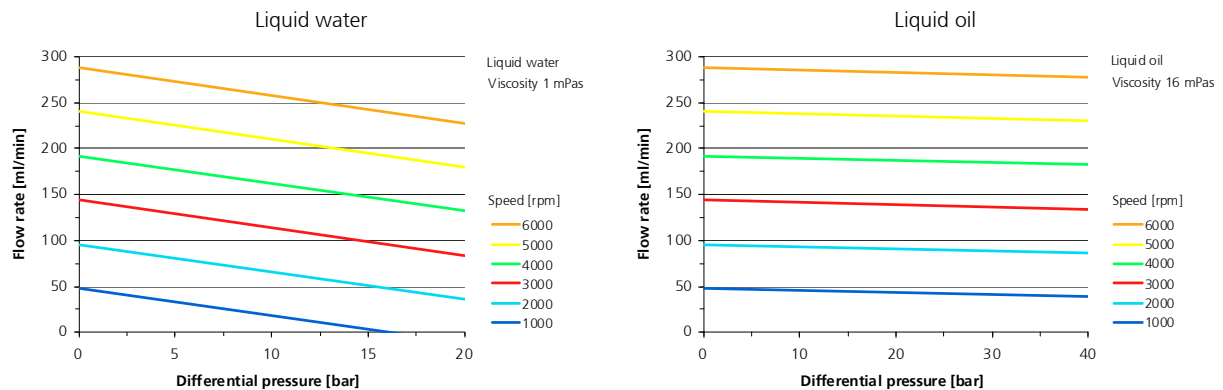 Liquid water
300
250
200
150
100
50
0
Flow rate [ml/min]
0 5 10 15 20
Differential pressure [bar]
Liquid water
Viscosity 1 mPas
Speed [rpm]
6000
5000
4000
3000
2000
1000
Liquid oil
300
250
200
150
100
50
0
Flow rate [ml/min]
0 10 20 30 40
Differential pressure [bar]
Liquid oil
Viscosity 16 mPas
Speed [rpm]
6000
5000
4000
3000
2000
1000